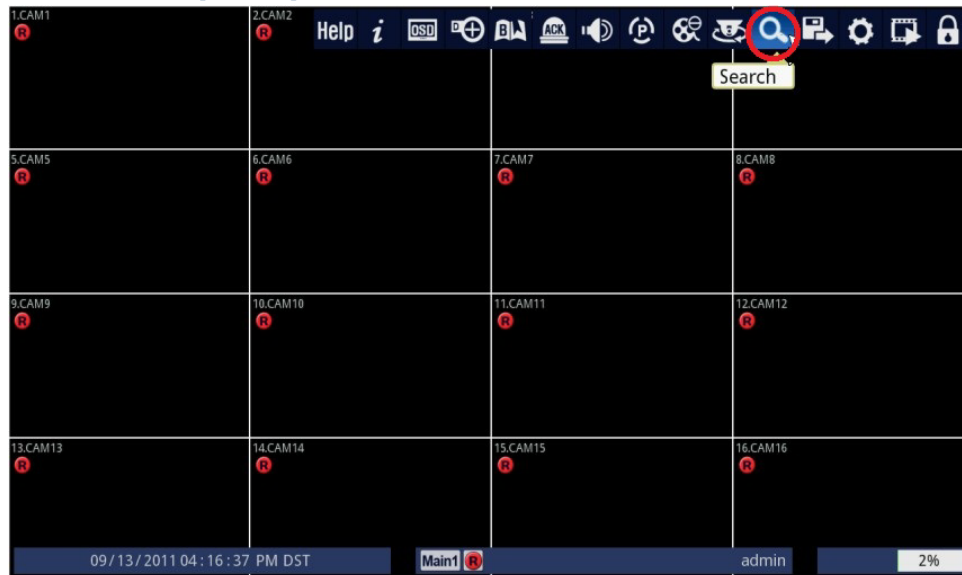 1.CAM1
2.CAM2
Help i OSD D B/W ACK P
Search
5.CAM5
R
6.CAM6
R
7.CAM7
R
8.CAM8
R
R
R
9.CAM9
R
10.CAM10
R
11.CAM11
R
12.CAM12
R
13.CAM13
R
14.CAM14
R
15.CAM15
R
16.CAM16
R
09/13/2011 04:16:37 PM DST
Main1 R
admin
2%